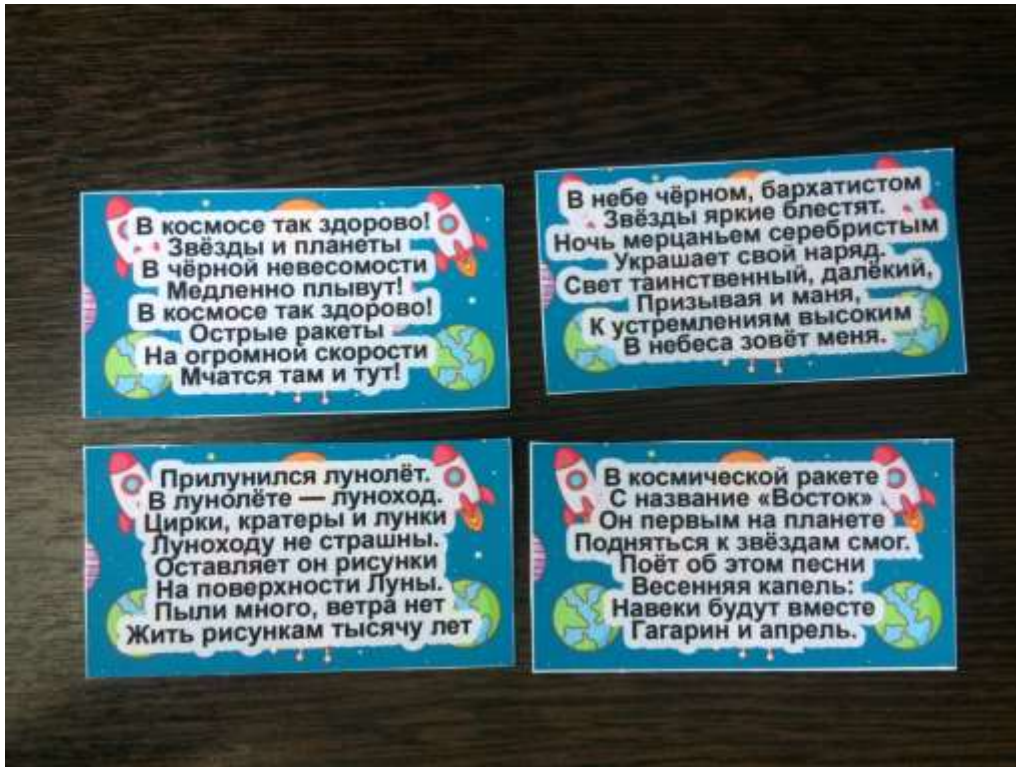 В космосе так здорово!
Звёзды и планеты
В чёрной невесомости
Медленно плывут!
В космосе так здорово!
Острые ракеты
На огромной скорости
Мчатся там и тут!
В небе чёрном, бархатистом
Звёзды яркие блестят.
Ночь мерцаньем серебристым
Украшает свой наряд.
Свет таинственный, далёкий,
Призывая и маня,
К устремлениям высоким
В небеса зовёт меня.
Прилунился лунолёт.
В лунолёте — луноход.
Цирки, кратеры и лунки
Луноходу не страшны.
Оставляет он рисунки
На поверхности Луны.
Пыли много, ветра нет
Жить рисункам тысячу лет
В космической ракете
С название «Восток»
Он первым на планете
Подняться к звёздам смог.
Поёт об этом песни
Весенняя капель:
Навеки будут вместе
Гагарин и апрель.